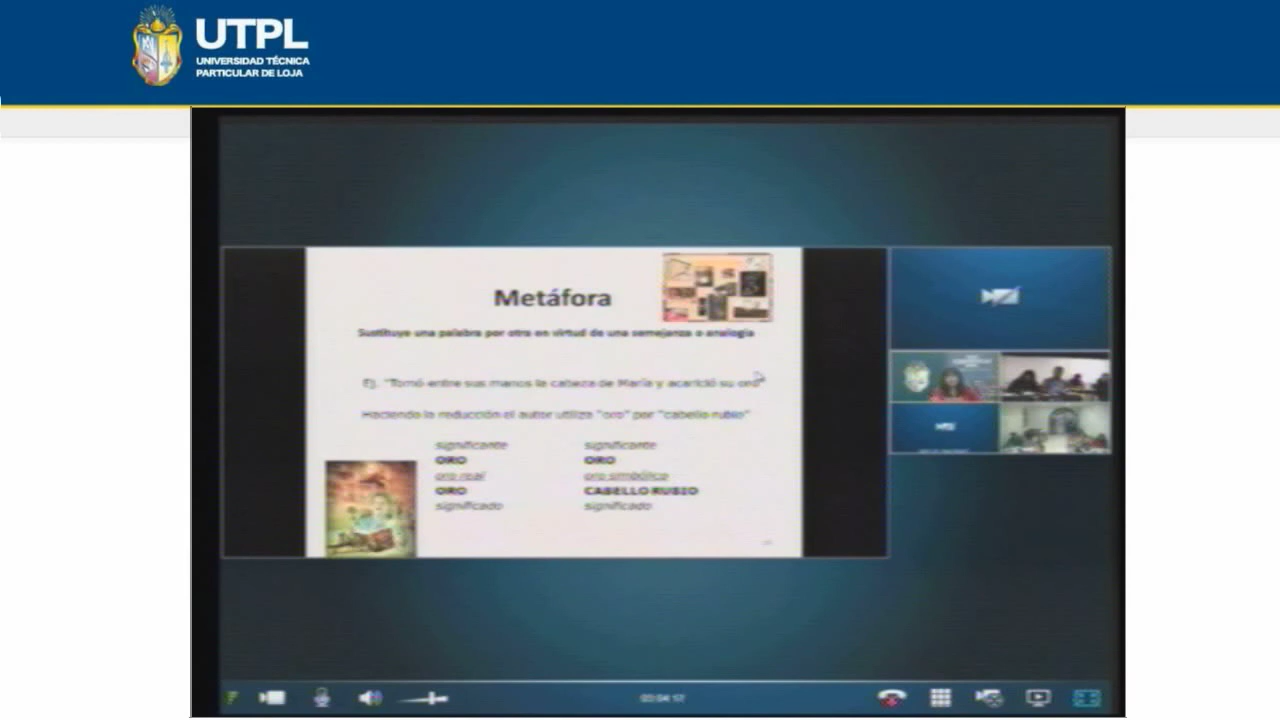 UTPL
UNIVERSIDAD TÉCNICA
PARTICULAR DE LOJA
Metáfora
Sustituye una palabra por otra en virtud de una semejanza o analogía
Ej. "Tomó entre sus manos la cabeza de María y acarició su oro"
Haciendo la reducción el autor utiliza "oro" por "cabello rubio"
significante significante
ORO ORO
oro real oro simbólico
ORO CABELLO RUBIO
significado significado